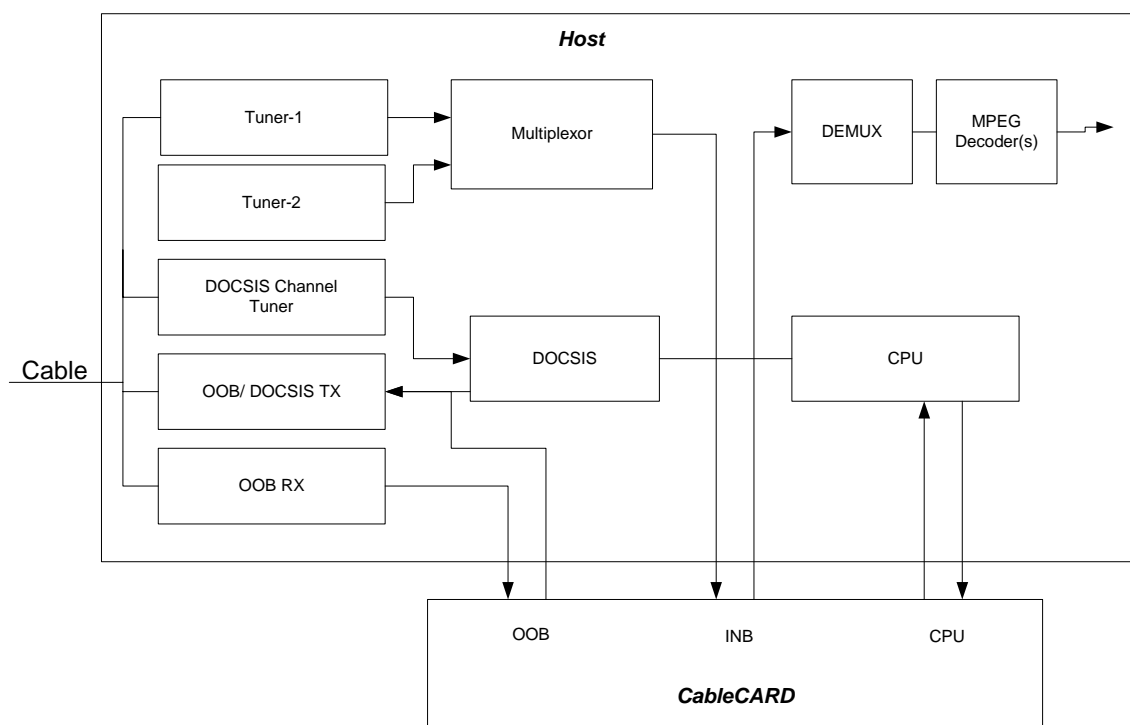 Host
Tuner-1
Multiplexor
DEMUX
MPEG
Decoder(s)
Tuner-2
DOCSIS Channel
Tuner
DOCSIS
CPU
Cable
OOB/ DOCSIS TX
OOB RX
OOB
INB
CPU
CableCARD